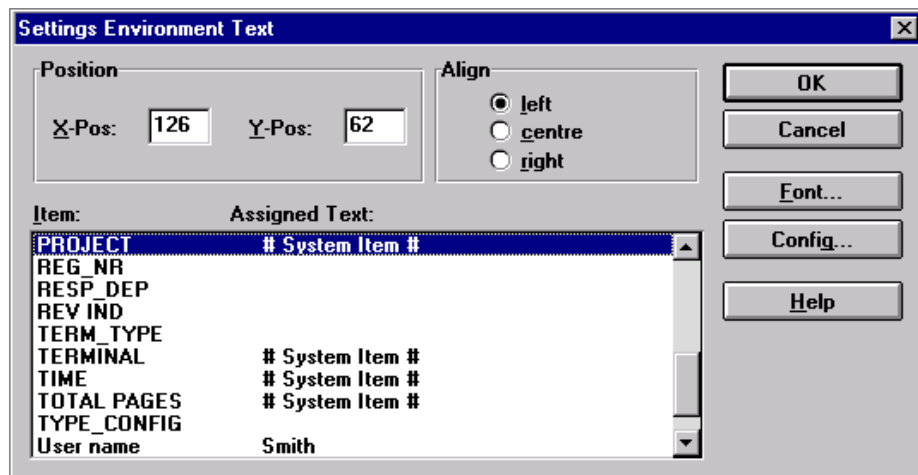 Settings Environment Text
Position
X-Pos: 126 Y-Pos: 62
Align
left
centre
right
OK
Cancel
Font...
Config...
Help
Item: Assigned Text:
PROJECT # System Item #
REG_NR
RESP_DEP
REV IND
TERM_TYPE
TERMINAL # System Item #
TIME # System Item #
TOTAL PAGES # System Item #
TYPE_CONFIG
User name Smith